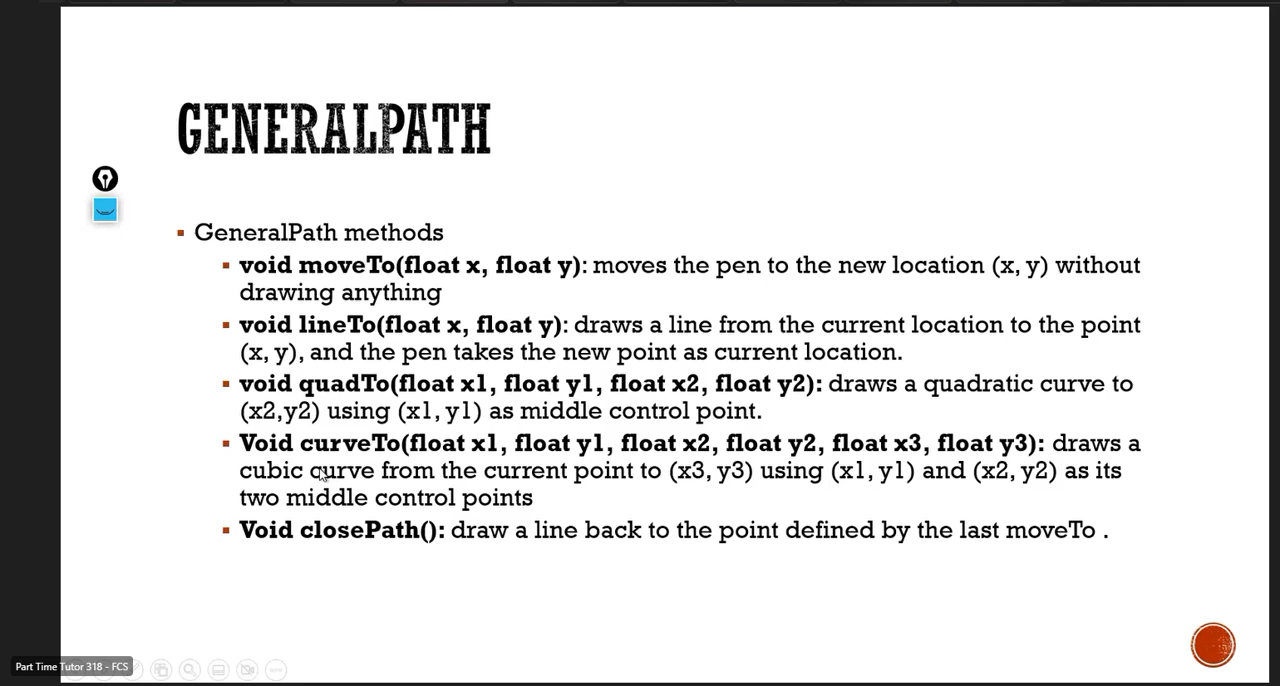 GENERALPATH
▪ GeneralPath methods
▪ void moveTo(float x, float y): moves the pen to the new location (x, y) without
drawing anything
▪ void lineTo(float x, float y): draws a line from the current location to the point
(x, y), and the pen takes the new point as current location.
▪ void quadTo(float x1, float y1, float x2, float y2): draws a quadratic curve to
(x2,y2) using (x1, y1) as middle control point.
▪ Void curveTo(float x1, float y1, float x2, float y2, float x3, float y3): draws a
cubic curve from the current point to (x3, y3) using (x1, y1) and (x2, y2) as its
two middle control points
▪ Void closePath(): draw a line back to the point defined by the last moveTo .
Part Time Tutor 318 - FCS